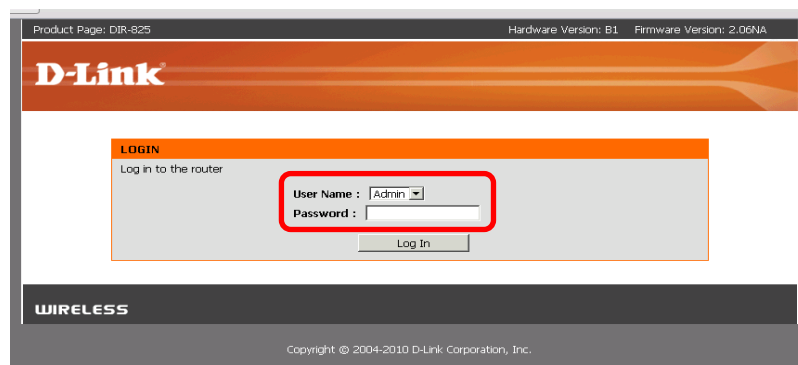 Product Page: DIR-825 Hardware Version: B1 Firmware Version: 2.06NA
D-Link®
LOGIN
Log in to the router
User Name : Admin
Password :
Log In
WIRELESS
Copyright © 2004-2010 D-Link Corporation, Inc.